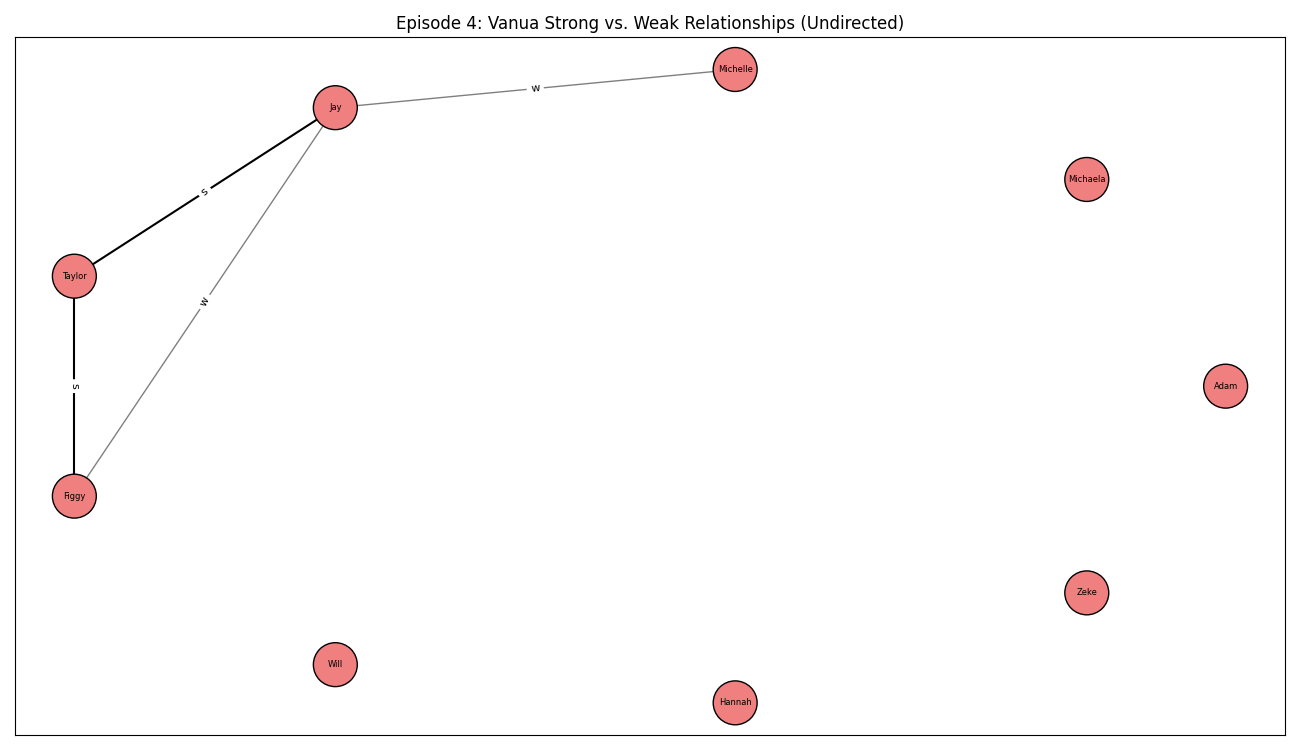 Episode 4: Vanua Strong vs. Weak Relationships (Undirected)
Michelle
w
Jay
Michaela
s
Taylor
w
s
Adam
Figgy
Zeke
Will
Hannah